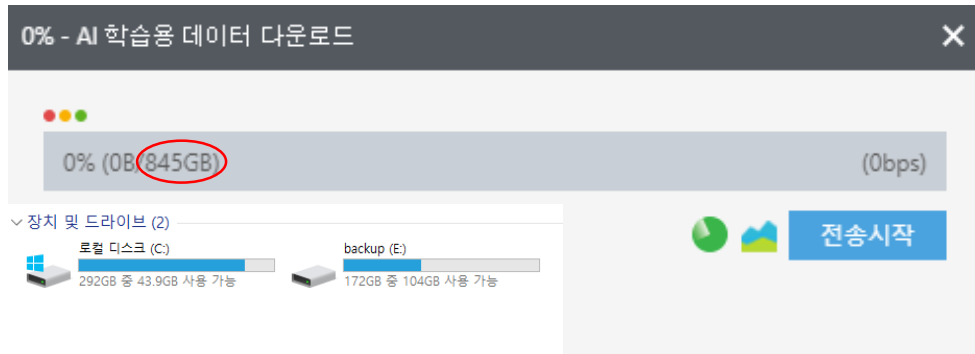 0% - AI 학습용 데이터 다운로드
0% (0B/845GB) (0bps)
전송시작
장치 및 드라이브 (2)
로컬 디스크 (C:)
292GB 중 43.9GB 사용 가능
backup (E:)
172GB 중 104GB 사용 가능